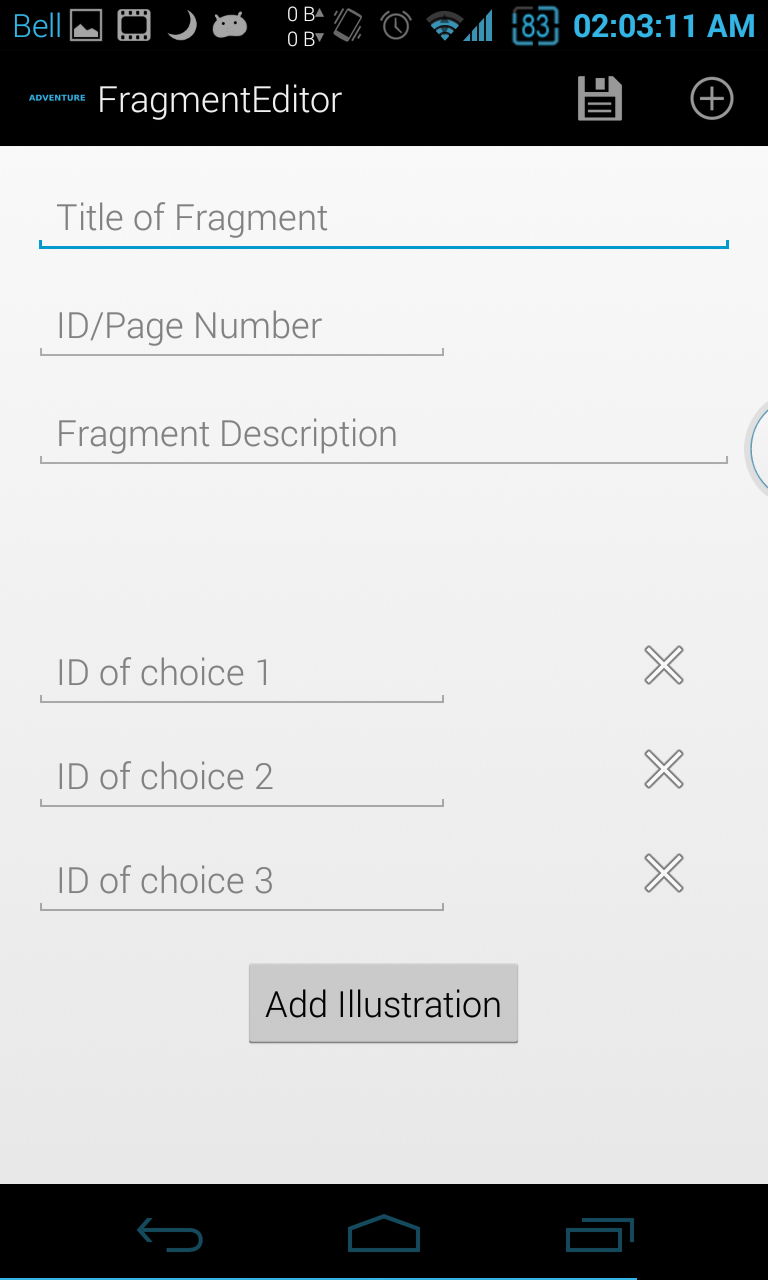 Bell 0 B 83 02:03:11 AM
0 B
ADVENTURE FragmentEditor
Title of Fragment
ID/Page Number
Fragment Description
ID of choice 1
ID of choice 2
ID of choice 3
Add Illustration